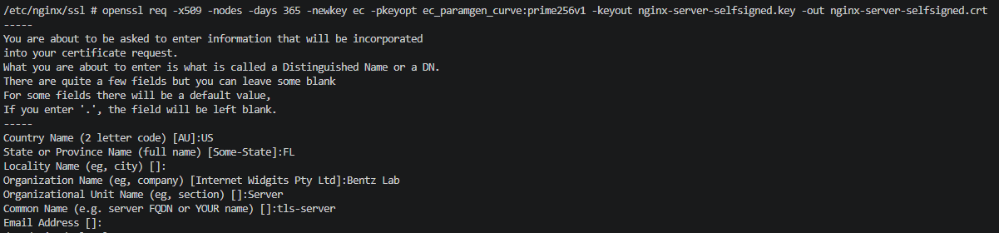 /etc/nginx/ssl # openssl req -x509 -nodes -days 365 -newkey ec -pkeyopt ec_paramgen_curve:prime256v1 -keyout nginx-server-selfsigned.key -out nginx-server-selfsigned.crt
-----
You are about to be asked to enter information that will be incorporated
into your certificate request.
What you are about to enter is what is called a Distinguished Name or a DN.
There are quite a few fields but you can leave some blank
For some fields there will be a default value,
If you enter '.', the field will be left blank.
-----
Country Name (2 letter code) [AU]:US
State or Province Name (full name) [Some-State]:FL
Locality Name (eg, city) []:
Organization Name (eg, company) [Internet Widgits Pty Ltd]:Bentz Lab
Organizational Unit Name (eg, section) []:Server
Common Name (e.g. server FQDN or YOUR name) []:tls-server
Email Address []: